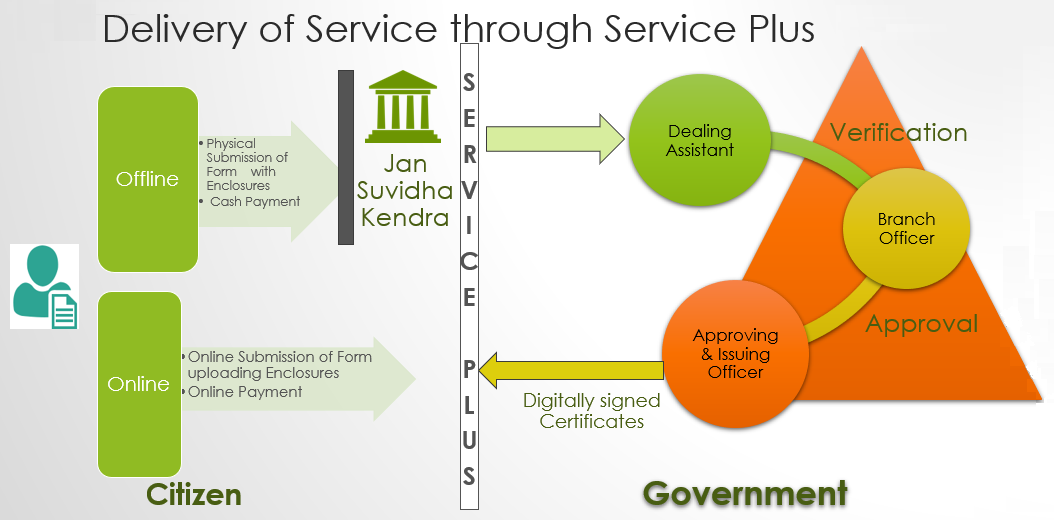 Delivery of Service through Service Plus
Offline
• Physical
Submission of
Form with
Enclosures
• Cash Payment
Jan
Suvidha
Kendra
Online
• Online Submission of Form
uploading Enclosures
• Online Payment
Citizen
S
E
R
V
I
C
E
P
L
U
S
Dealing
Assistant
Verification
Branch
Officer
Approval
Approving
& Issuing
Officer
Digitally signed
Certificates
Government